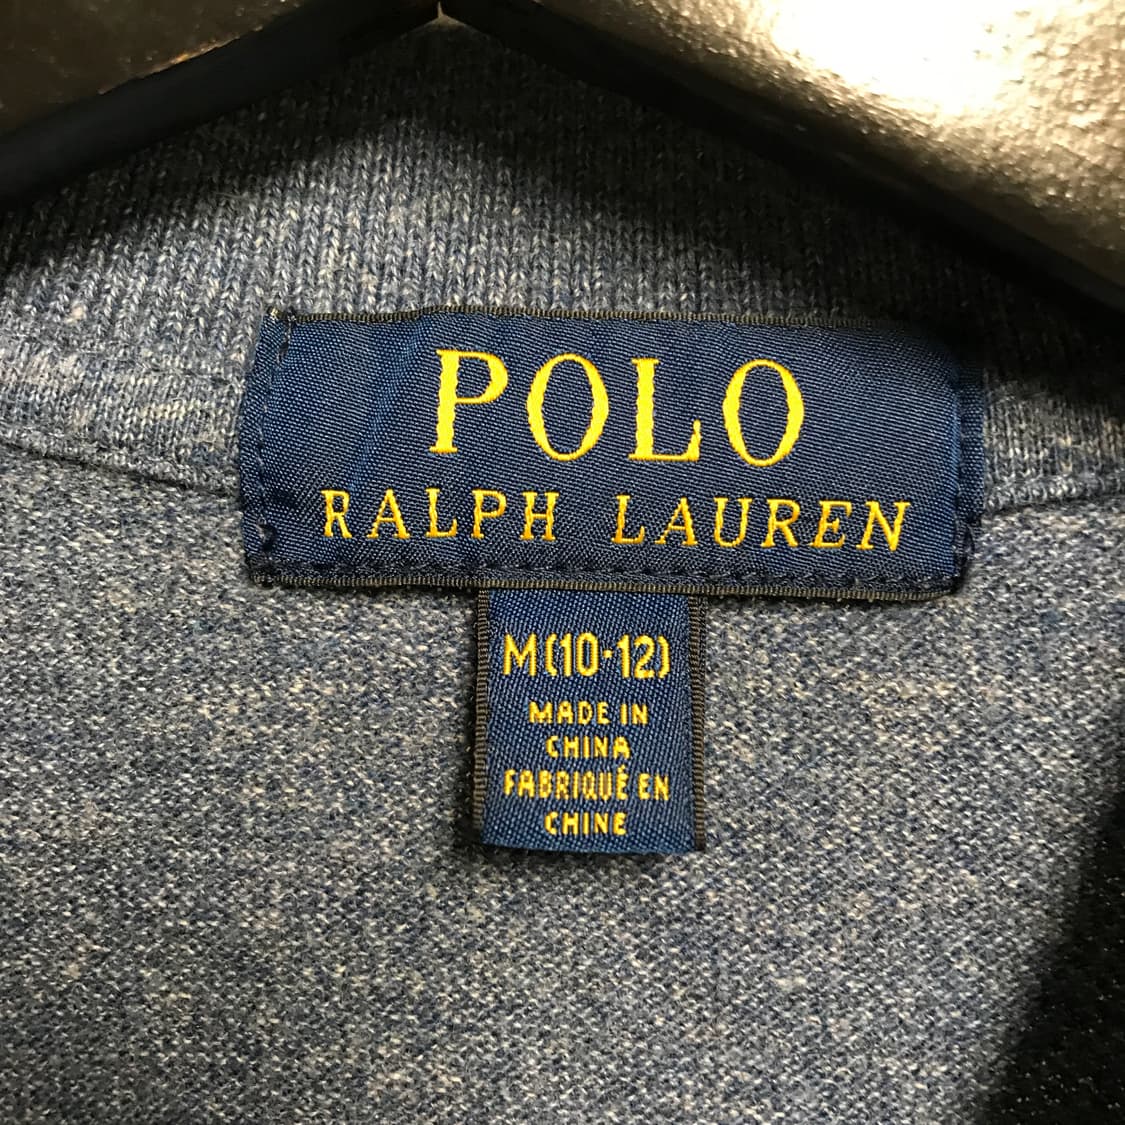 POLO
RALPH LAUREN
M(10-12)
MADE IN
CHINA
FABRIQUÉ EN
CHINE